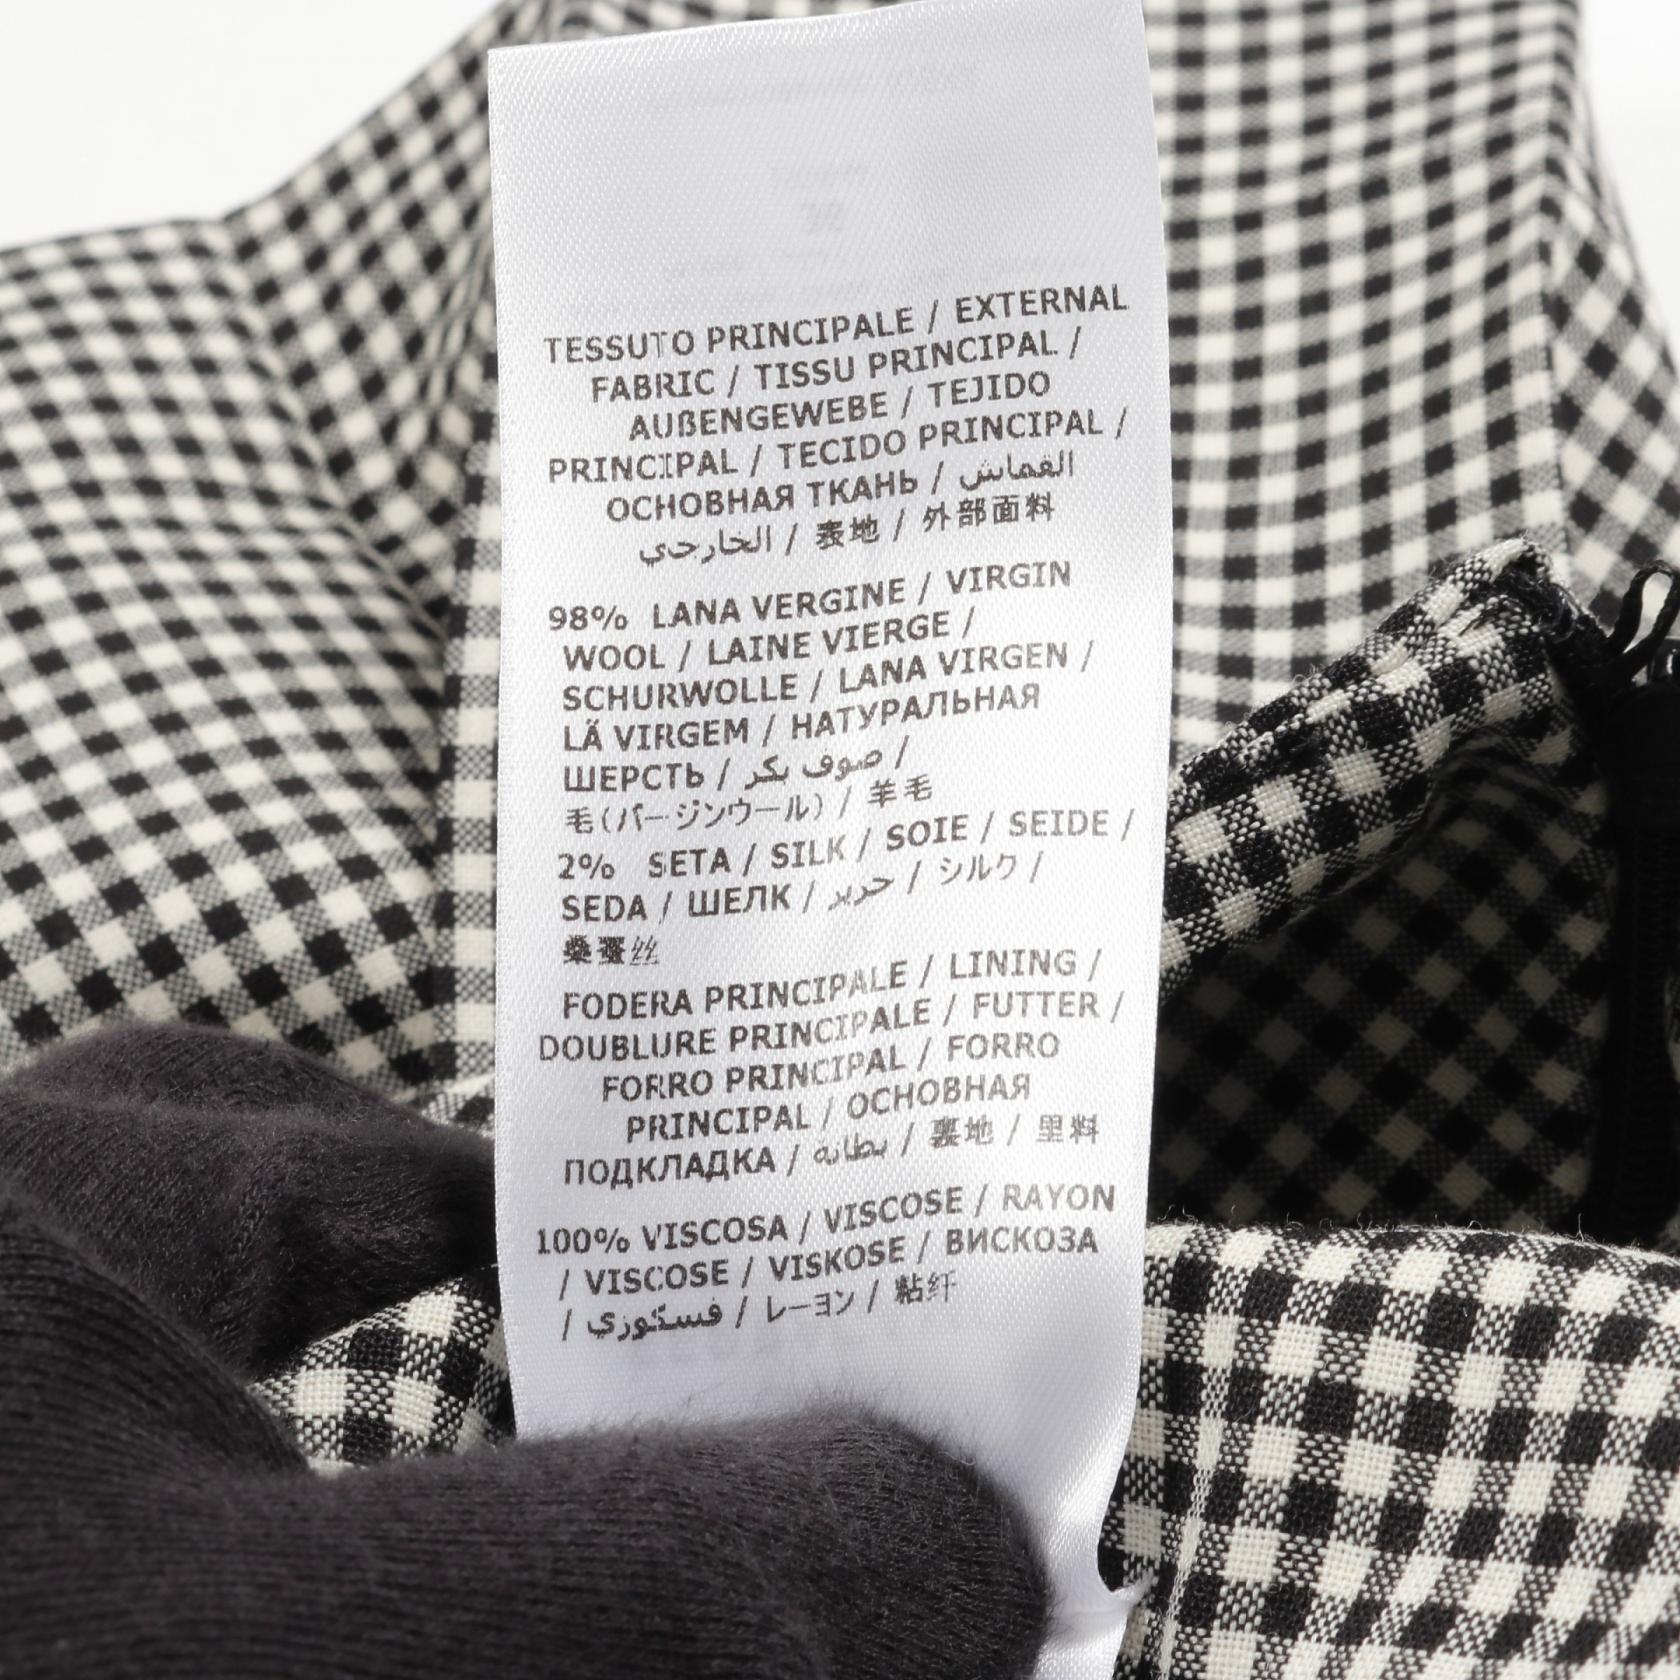 TESSUTO PRINCIPALE / EXTERNAL
FABRIC / TISSU PRINCIPAL /
AUßENGEWEBE / TEJIDO
PRINCIPAL / TECIDO PRINCIPAL /
ОСНОВНАЯ ТКАНЬ / القماش
الخارجي / 表地 / 外部面料
98% LANA VERGINE / VIRGIN
WOOL / LAINE VIERGE /
SCHURWOLLE / LANA VIRGEN /
LÃ VIRGEM / НАТУРАЛЬНАЯ
ШЕРСТЬ / صوف بكر /
毛(バージンウール) / 羊毛
2% SETA / SILK / SOIE / SEIDE /
SEDA / ШЕЛК / حرير / シルク /
桑蚕丝
FODERA PRINCIPALE / LINING /
DOUBLURE PRINCIPALE / FUTTER /
FORRO PRINCIPAL / FORRO
PRINCIPAL / ОСНОВНАЯ
ПОДКЛАДКА / بطانة / 裏地 / 里料
100% VISCOSA / VISCOSE / RAYON
/ VISCOSE / VISKOSE / ВИСКОЗА
/ فسكوزي / レーヨン / 粘纤